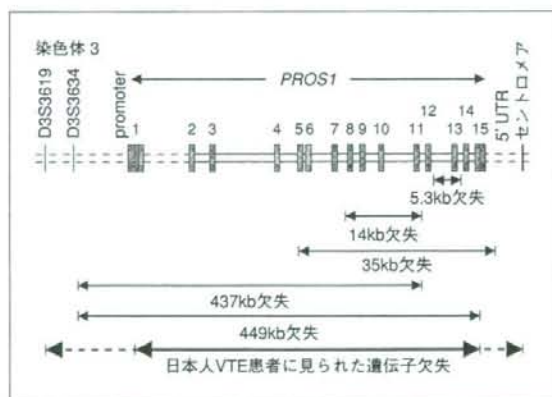 染色体 3
D3S3619
D3S3634
promoter
PROS1
5' UTR
セントロメア
1
2
3
4
5
6
7
8
9
10
11
12
13
14
15
5.3kb欠失
14kb欠失
35kb欠失
437kb欠失
449kb欠失
日本人VTE患者に見られた遺伝子欠失